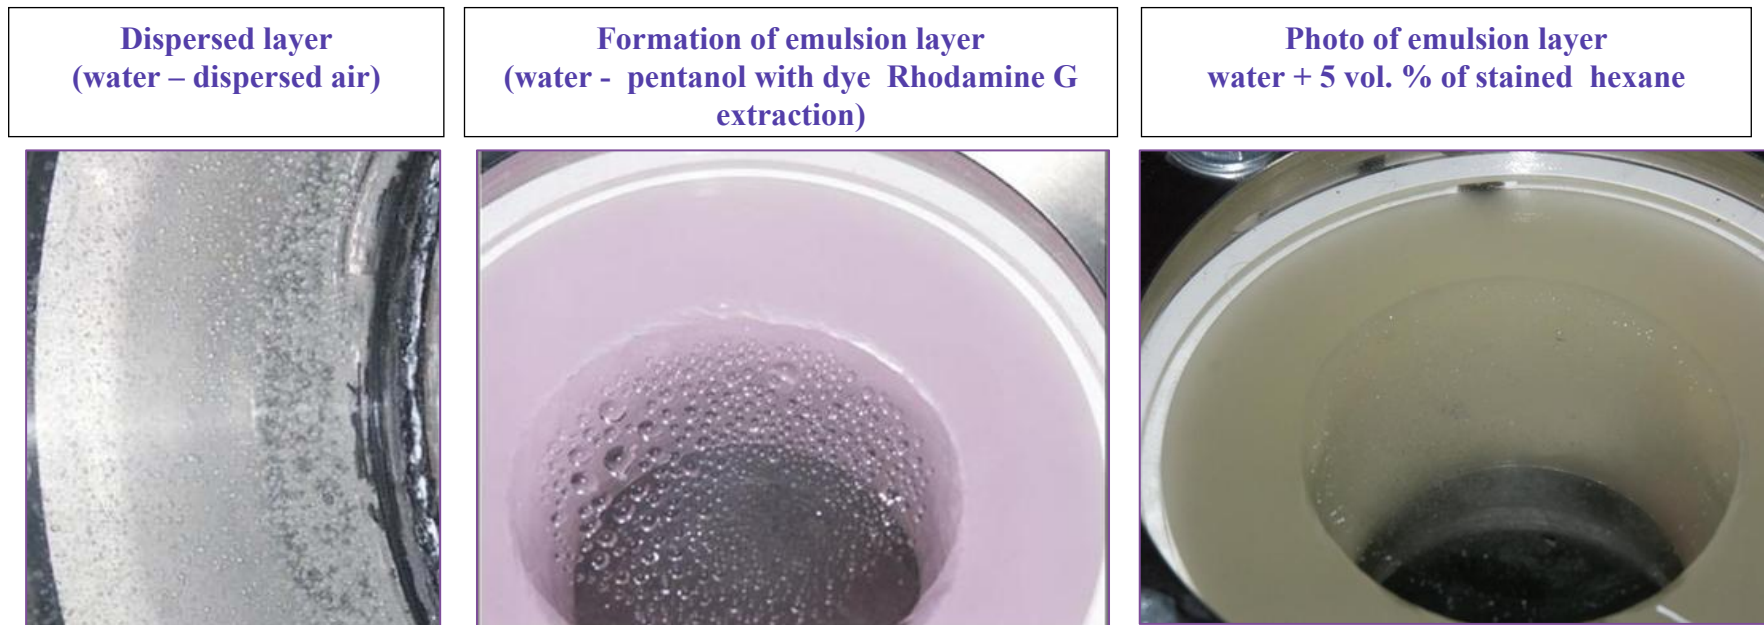 Dispersed layer
(water – dispersed air)
Formation of emulsion layer
(water - pentanol with dye Rhodamine G
extraction)
Photo of emulsion layer
water + 5 vol. % of stained hexane